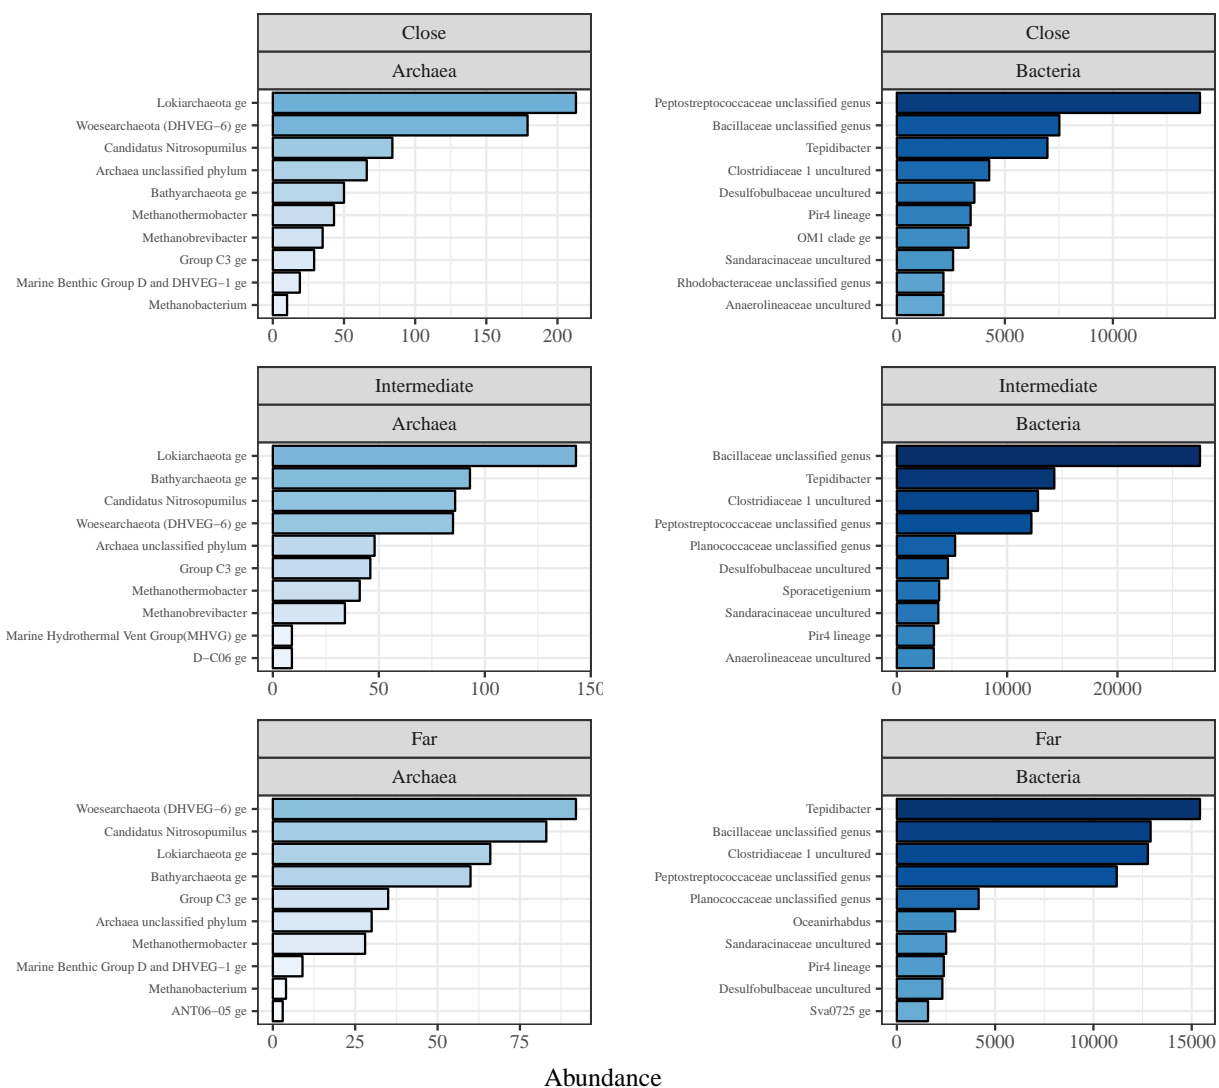 Close
Archaea
Lokiarchaeota ge
Woesearchaeota (DHVEG−6) ge
Candidatus Nitrosopumilus
Archaea unclassified phylum
Bathyarchaeota ge
Methanothermobacter
Methanobrevibacter
Group C3 ge
Marine Benthic Group D and DHVEG−1 ge
Methanobacterium
0 50 100 150 200
Close
Bacteria
Peptostreptococcaceae unclassified genus
Bacillaceae unclassified genus
Tepidibacter
Clostridiaceae 1 uncultured
Desulfobulbaceae uncultured
Pir4 lineage
OM1 clade ge
Sandaracinaceae uncultured
Rhodobacteraceae unclassified genus
Anaerolineaceae uncultured
0 5000 10000
Intermediate
Archaea
Lokiarchaeota ge
Bathyarchaeota ge
Candidatus Nitrosopumilus
Woesearchaeota (DHVEG−6) ge
Archaea unclassified phylum
Group C3 ge
Methanothermobacter
Methanobrevibacter
Marine Hydrothermal Vent Group(MHVG) ge
D−C06 ge
0 50 100 150
Intermediate
Bacteria
Bacillaceae unclassified genus
Tepidibacter
Clostridiaceae 1 uncultured
Peptostreptococcaceae unclassified genus
Planococcaceae unclassified genus
Desulfobulbaceae uncultured
Sporacetigenium
Sandaracinaceae uncultured
Pir4 lineage
Anaerolineaceae uncultured
0 10000 20000
Far
Archaea
Woesearchaeota (DHVEG−6) ge
Candidatus Nitrosopumilus
Lokiarchaeota ge
Bathyarchaeota ge
Group C3 ge
Archaea unclassified phylum
Methanothermobacter
Marine Benthic Group D and DHVEG−1 ge
Methanobacterium
ANT06−05 ge
0 25 50 75
Far
Bacteria
Tepidibacter
Bacillaceae unclassified genus
Clostridiaceae 1 uncultured
Peptostreptococcaceae unclassified genus
Planococcaceae unclassified genus
Oceanirhabdus
Sandaracinaceae uncultured
Pir4 lineage
Desulfobulbaceae uncultured
Sva0725 ge
0 5000 10000 15000
Abundance